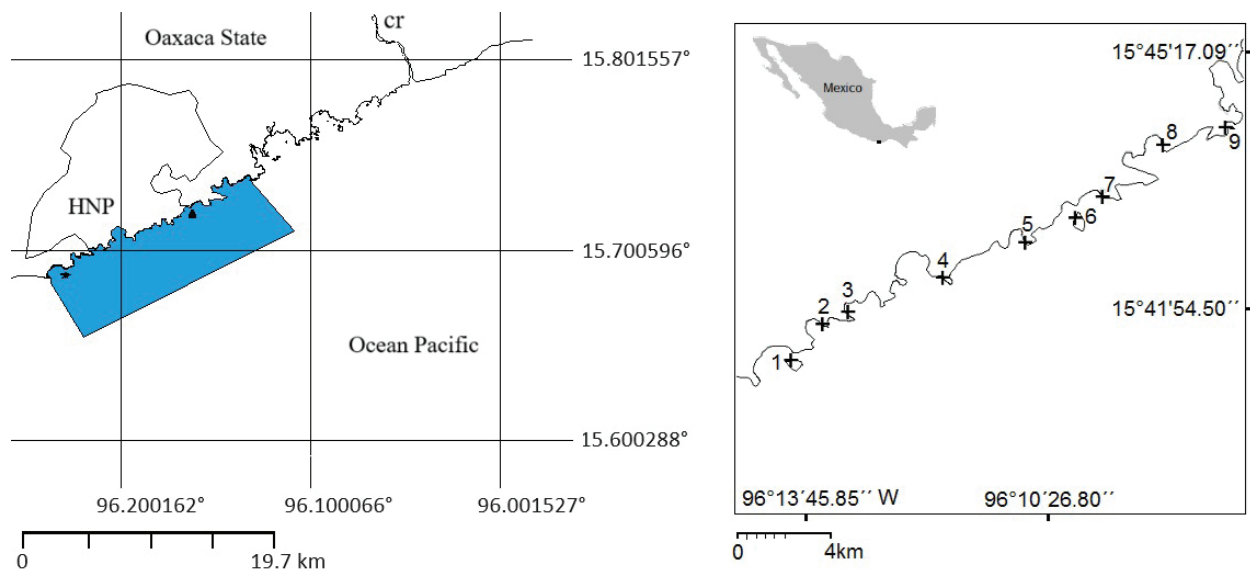 cr
Oaxaca State
15.801557°
HNP
15.700596°
Ocean Pacific
15.600288°
96.200162°
96.100066°
96.001527°
0
19.7 km
15°45'17.09´´
Mexico
8
9
7
6
5
4
3
2
15°41'54.50´´
1
96°13'45.85´´ W
96°10'26.80´´
0
4km